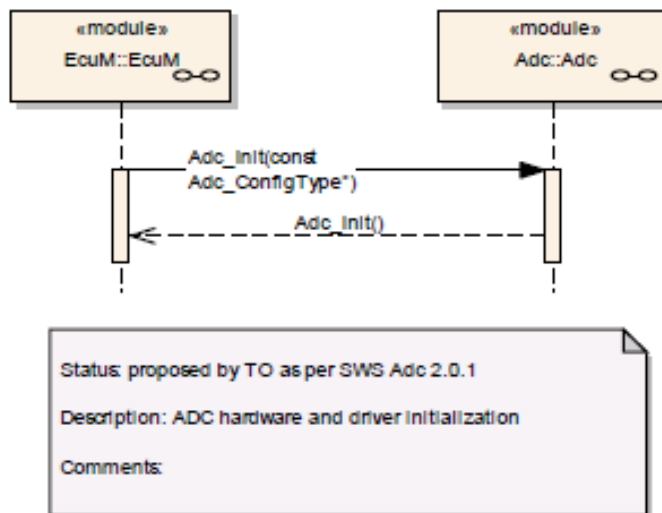 «module»
EcuM::EcuM
«module»
Adc::Adc
Adc_Init(const
Adc_ConfigType*)
Adc_Init()
Status: proposed by TO as per SWS Adc 2.0.1
Description: ADC hardware and driver initialization
Comments: